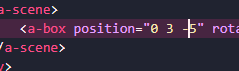 a-scene>
<a-box position="0 3 -5" rota
/a-scene>
>